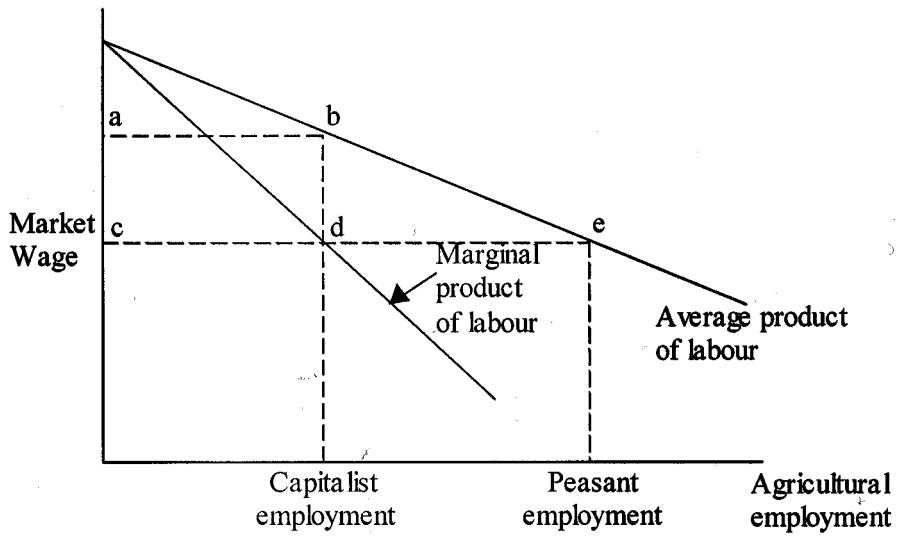 a
b
Market
Wage
c
d
e
Marginal
product
of labour
Average product
of labour
Capitalist
employment
Peasant
employment
Agricultural
employment